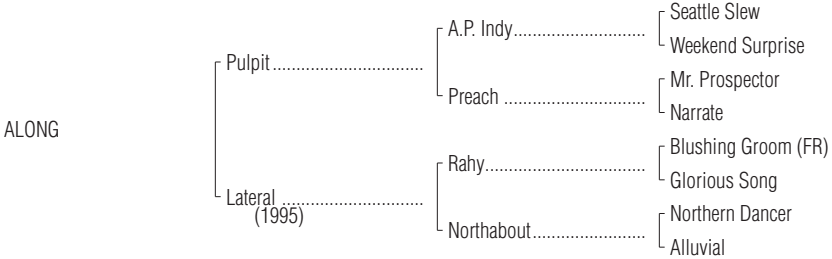 Seattle Slew
A.P. Indy..............................
Weekend Surprise
Pulpit ................................
Mr. Prospector
Preach ..............................
Narrate
ALONG
Blushing Groom (FR)
Rahy..................................
Glorious Song
Lateral ..............................
(1995)
Northern Dancer
Northabout........................
Alluvial